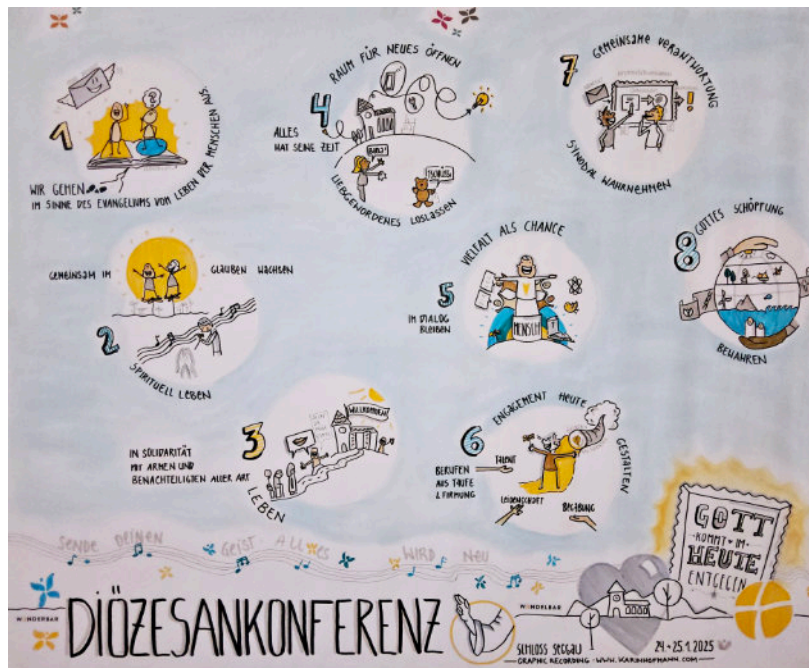 1
WIR GEHEN
IM SINNE DES EVANGELIUMS VOM LEBEN DER MENSCHEN AUS
4
RAUM FÜR NEUES ÖFFNEN
ALLES
HAT SEINE ZEIT
TSCHÜSS
LIEBGEWORDENES LOSLASSEN
7
GEMEINSAME VERANTWORTUNG
SYNODAL WAHRNEHMEN
GEMEINSAM IM GLAUBEN WACHSEN
2
SPIRITUELL LEBEN
VIELFALT ALS CHANCE
5
IM DIALOG
BLEIBEN
MENSCH
8
GOTTES SCHÖPFUNG
BEWAHREN
3
WILLKOMMEN
IN SOLIDARITÄT
MIT ARMEN UND
BENACHTEILIGTEN ALLER ART
LEBEN
ENGAGEMENT HEUTE
GESTALTEN
6
BERUFEN
AUS TAUFE
& FIRMUNG
TALENT
LEIDENSCHAFT
BEGABUNG
SENDE DEINEN GEIST ALLES WIRD NEU
GOTT
KOMMT IM
HEUTE
ENTGEGEN
WUNDERBAR
DIÖZESANKONFERENZ
WUNDERBAR
SCHLOSS SEGGAU
24.+25.1.2025
GRAPHIC RECORDING - WWW.KARINHOFMANN.COM